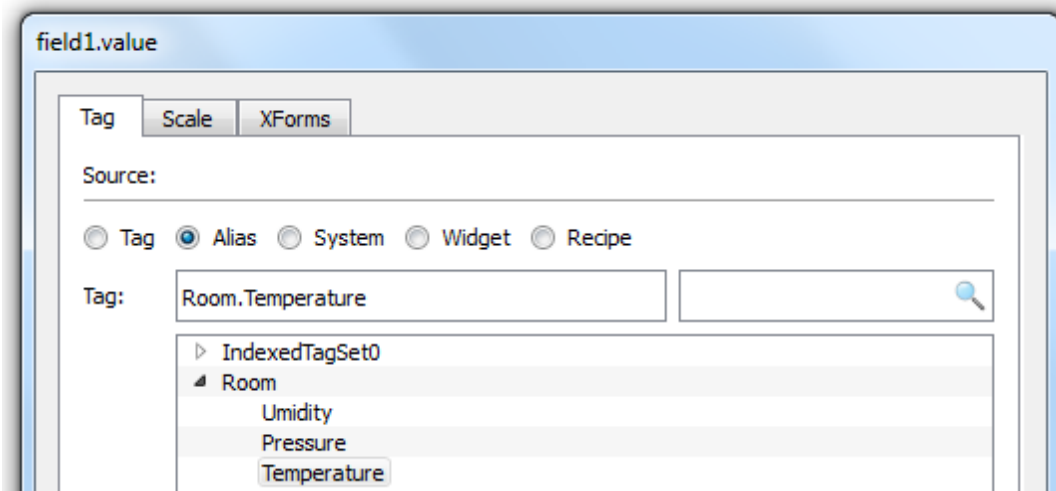 field1.value
Tag Scale XForms
Source:
Tag Alias System Widget Recipe
Tag: Room.Temperature
IndexedTagSet0
Room
Umidity
Pressure
Temperature